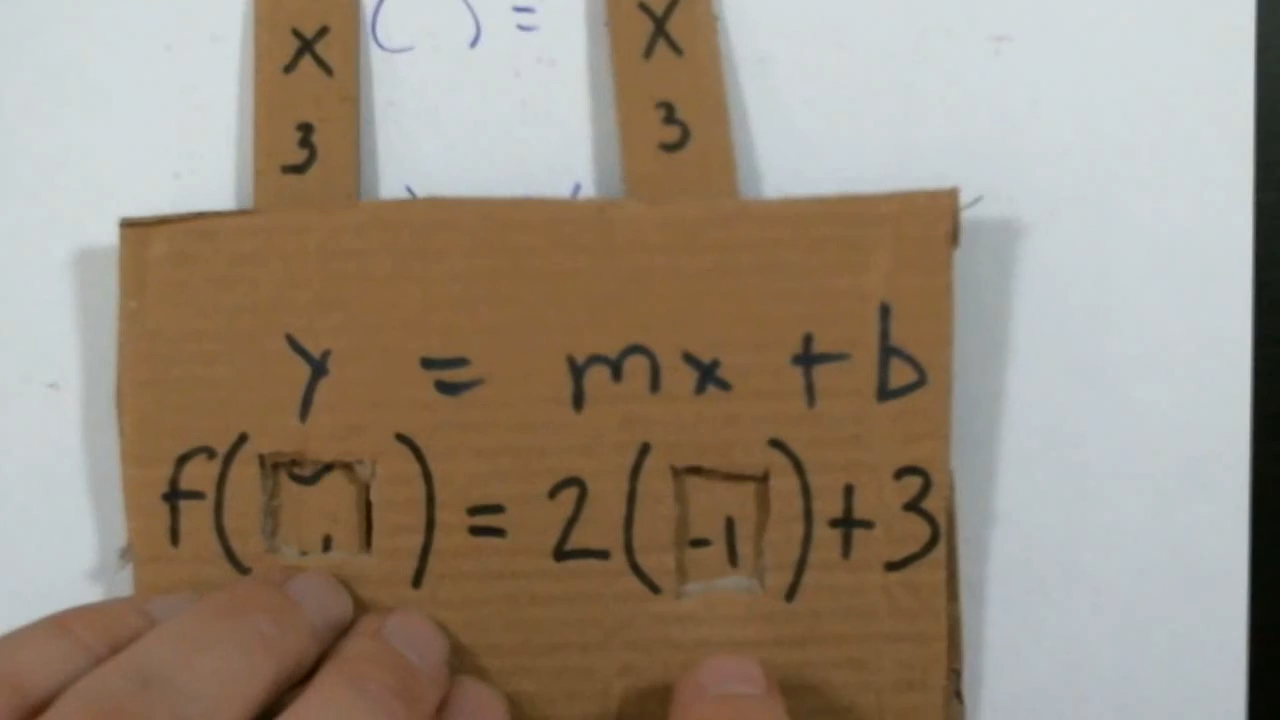 x ( ) = x
3 3
y = mx + b
f( ) = 2(-1)+3